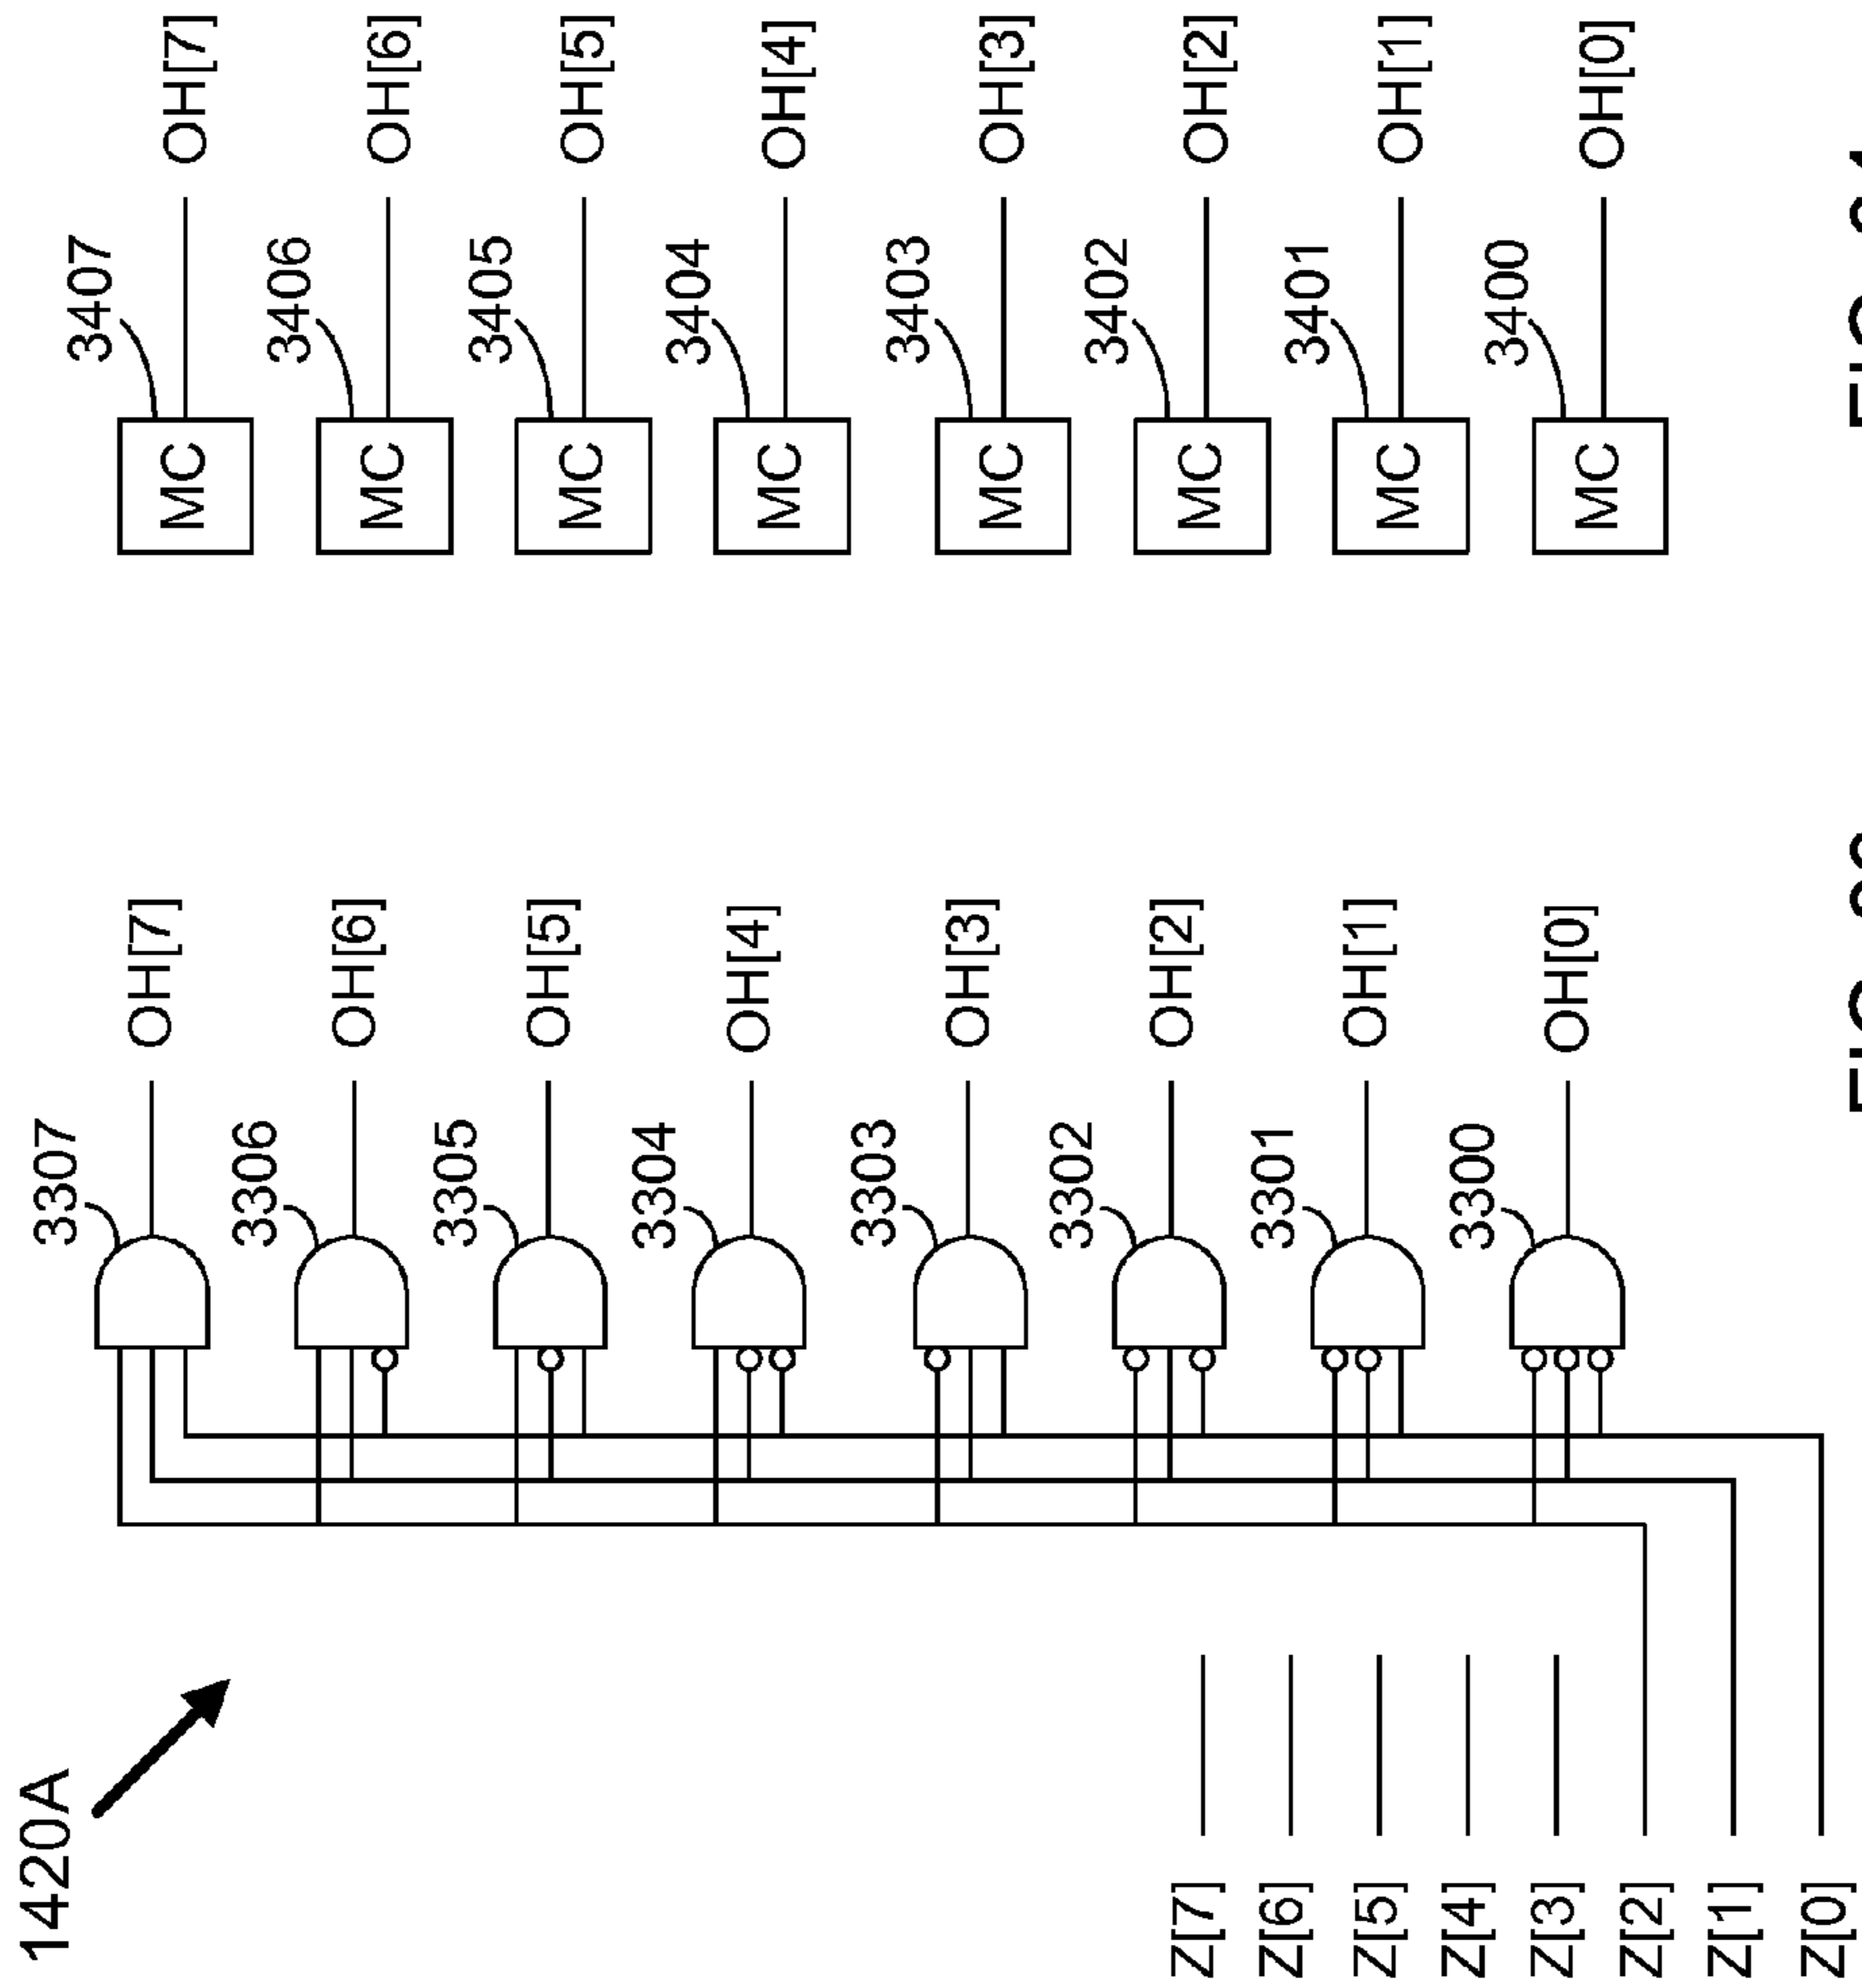 1420A
3307
OH[7]
3306
OH[6]
3305
OH[5]
3304
OH[4]
3303
OH[3]
3302
OH[2]
3301
OH[1]
3300
OH[0]
Z[7]
Z[6]
Z[5]
Z[4]
Z[3]
Z[2]
Z[1]
Z[0]
MC
3407
OH[7]
MC
3406
OH[6]
MC
3405
OH[5]
MC
3404
OH[4]
MC
3403
OH[3]
MC
3402
OH[2]
MC
3401
OH[1]
MC
3400
OH[0]